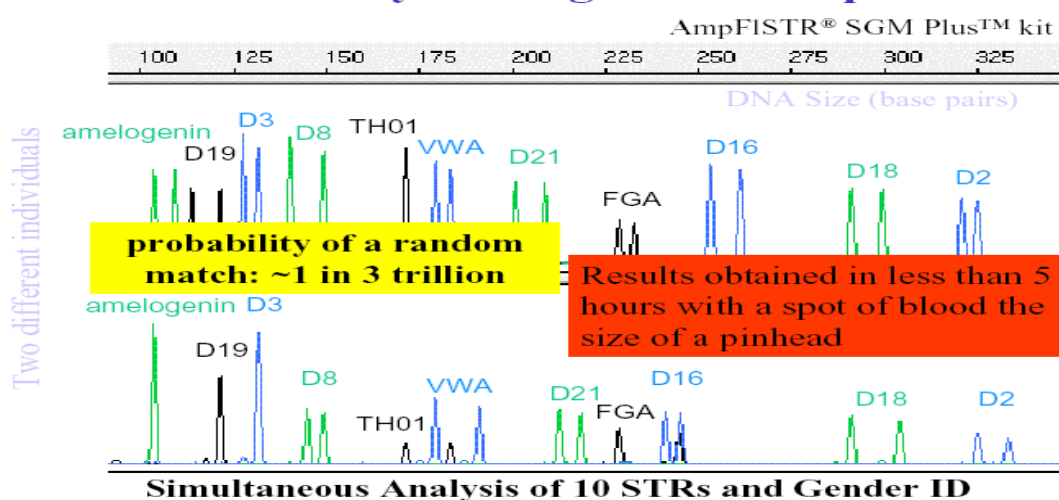 AmpFlSTR® SGM Plus™ kit
100 125 150 175 200 225 250 275 300 325
DNA Size (base pairs)
Two different individuals
amelogenin D19 D3 D8 TH01 VWA D21 FGA D16 D18 D2
probability of a random
match: ~1 in 3 trillion
Results obtained in less than 5
hours with a spot of blood the
size of a pinhead
amelogenin D19 D3 D8 TH01 VWA D21 FGA D16 D18 D2
Simultaneous Analysis of 10 STRs and Gender ID